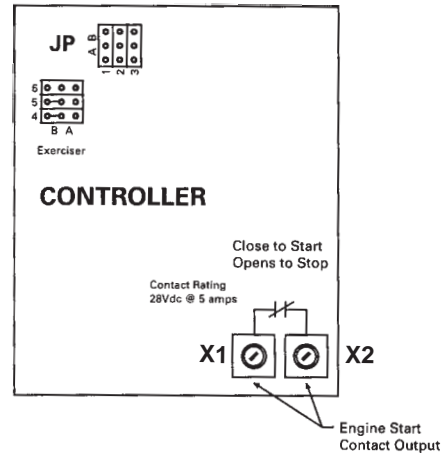 JP
A B
1 2 3
6
5
4
B A
Exerciser
CONTROLLER
Close to Start
Opens to Stop
Contact Rating
28Vdc @ 5 amps
X1
X2
Engine Start
Contact Output